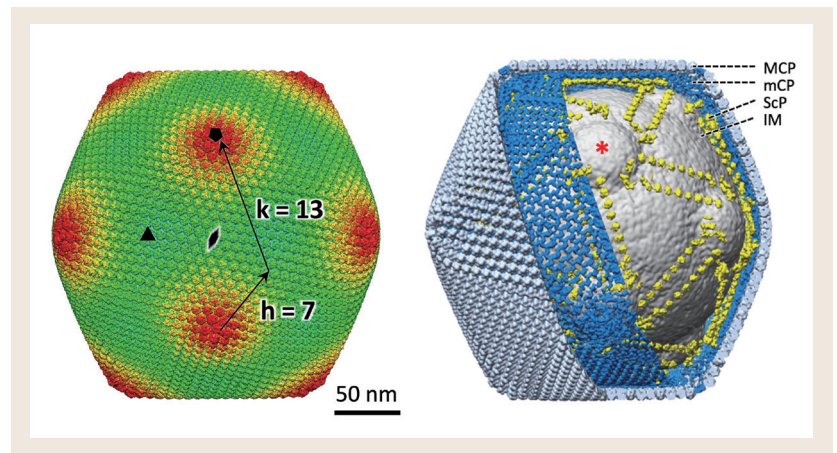 k = 13
h = 7
50 nm
MCP
mCP
ScP
IM
*